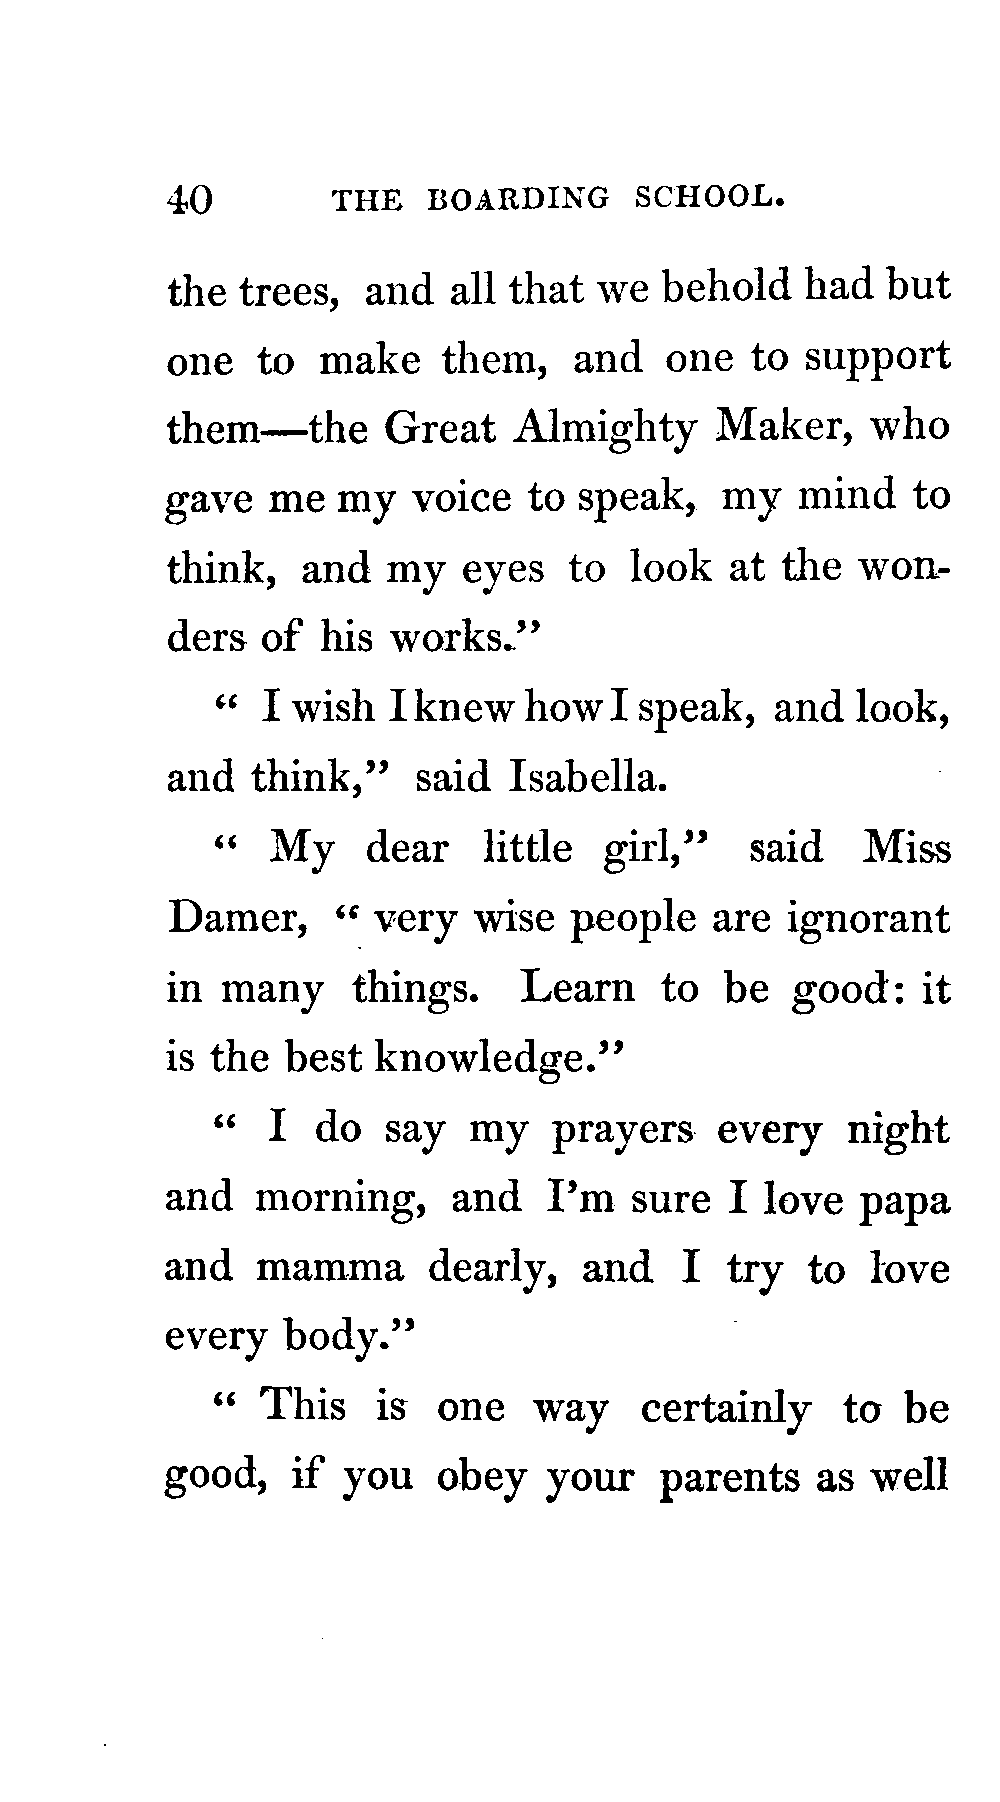 40 THE BOARDING SCHOOL.
the trees, and all that we behold had but
one to make them, and one to support
them—the Great Almighty Maker, who
gave me my voice to speak, my mind to
think, and my eyes to look at the won-
ders of his works."
" I wish I knew how I speak, and look,
and think," said Isabella.
" My dear little girl," said Miss
Damer, " very wise people are ignorant
in many things. Learn to be good: it
is the best knowledge."
" I do say my prayers every night
and morning, and I'm sure I love papa
and mamma dearly, and I try to love
every body."
" This is one way certainly to be
good, if you obey your parents as well